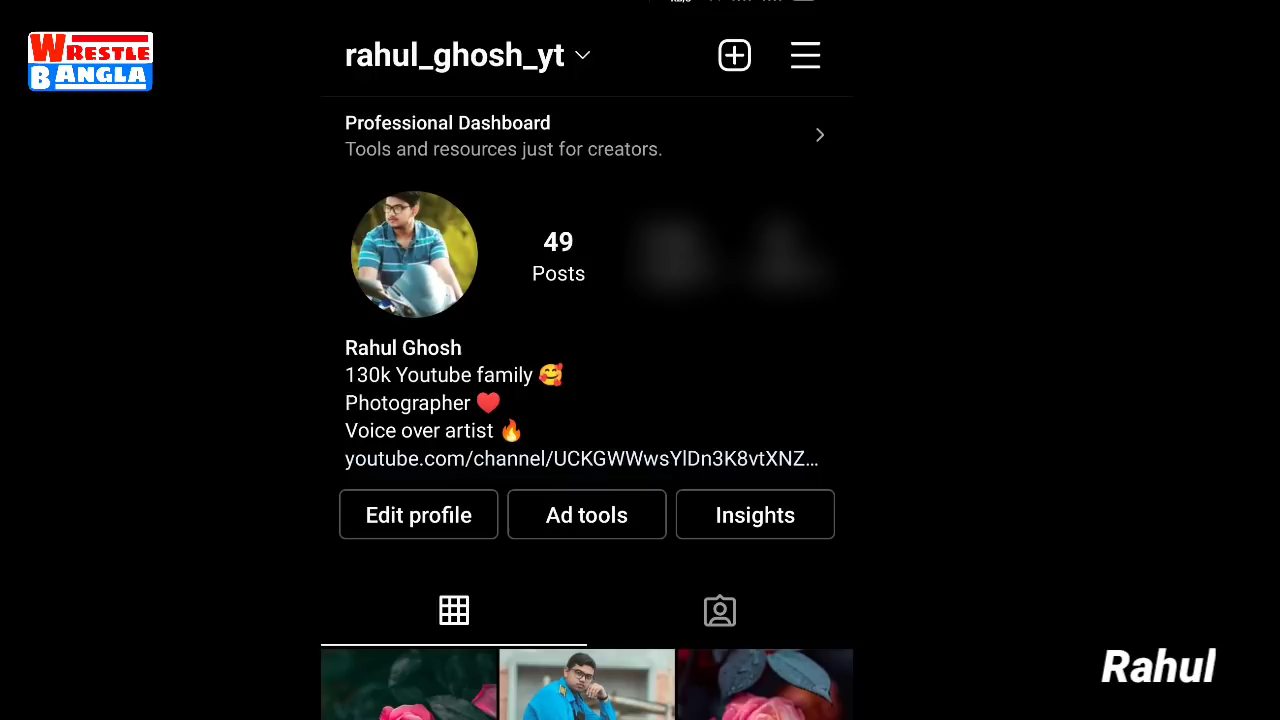 WRESTLE
BANGLA
rahul_ghosh_yt
Professional Dashboard
Tools and resources just for creators.
49
Posts
Rahul Ghosh
130k Youtube family 🥰
Photographer ♥️
Voice over artist 🔥
youtube.com/channel/UCKGWWwsYlDn3K8vtXNZ...
Edit profile
Ad tools
Insights
Rahul